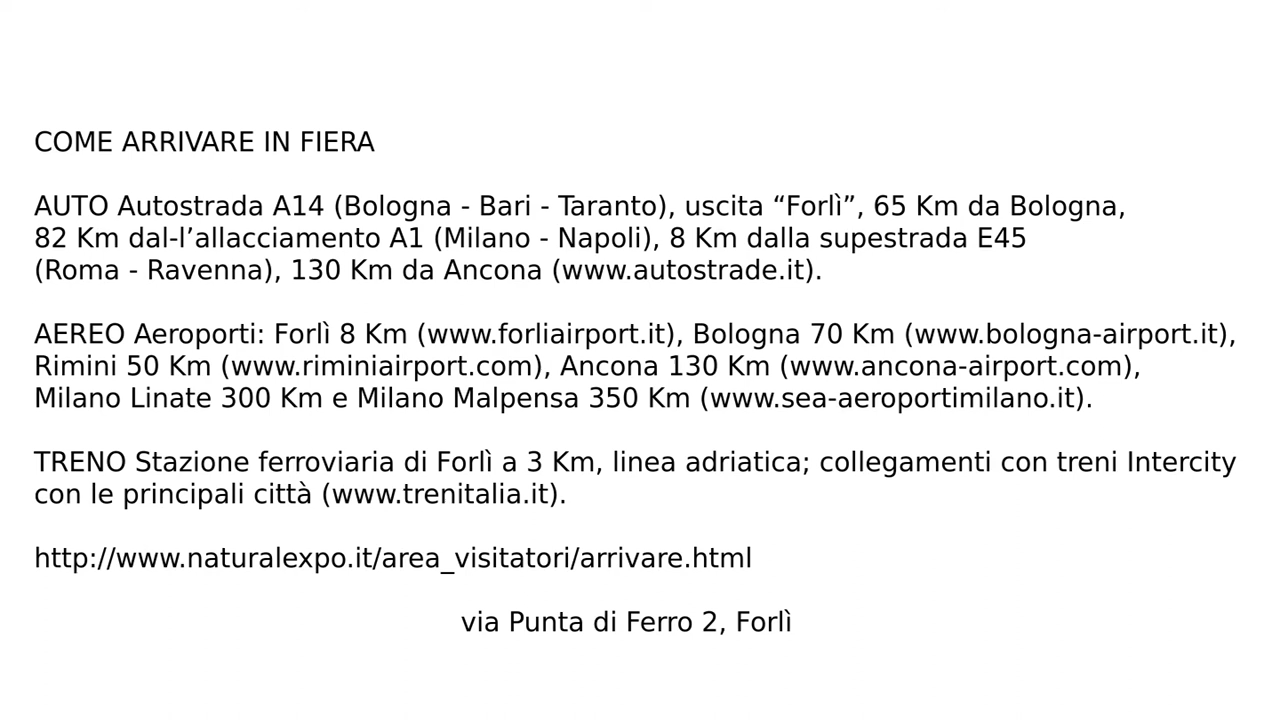 COME ARRIVARE IN FIERA
AUTO Autostrada A14 (Bologna - Bari - Taranto), uscita “Forlì”, 65 Km da Bologna,
82 Km dal-l’allacciamento A1 (Milano - Napoli), 8 Km dalla supestrada E45
(Roma - Ravenna), 130 Km da Ancona (www.autostrade.it).
AEREO Aeroporti: Forlì 8 Km (www.forliairport.it), Bologna 70 Km (www.bologna-airport.it),
Rimini 50 Km (www.riminiairport.com), Ancona 130 Km (www.ancona-airport.com),
Milano Linate 300 Km e Milano Malpensa 350 Km (www.sea-aeroportimilano.it).
TRENO Stazione ferroviaria di Forlì a 3 Km, linea adriatica; collegamenti con treni Intercity
con le principali città (www.trenitalia.it).
http://www.naturalexpo.it/area_visitatori/arrivare.html
via Punta di Ferro 2, Forlì